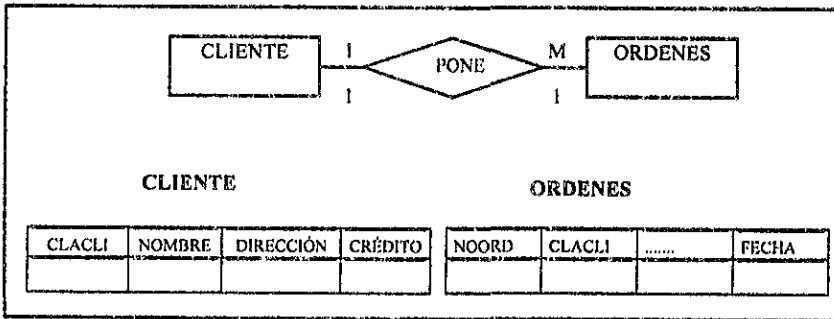 CLIENTE 1 PONE M ORDENES
1 1
CLIENTE ORDENES
CLACLI NOMBRE DIRECCIÓN CRÉDITO NOORD CLACLI ....... FECHA